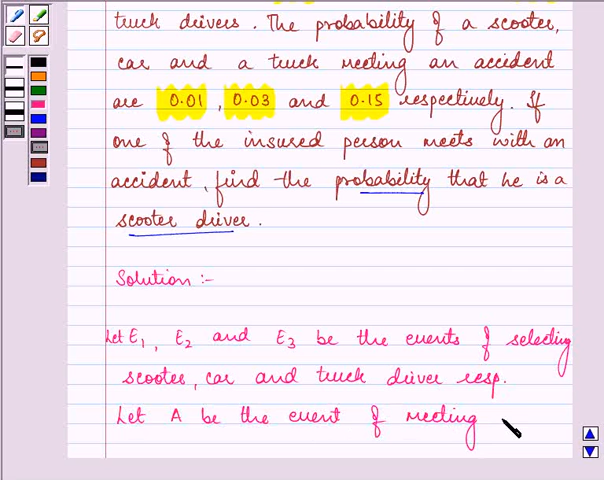 truck drivers. The probability of a scooter,
car and a truck meeting an accident
are 0.01, 0.03 and 0.15 respectively. If
one of the insured person meets with an
accident, find the probability that he is a
scooter driver.
Solution :-
Let E1, E2 and E3 be the events of selecting
scooter, car and truck driver resp.
Let A be the event of meeting